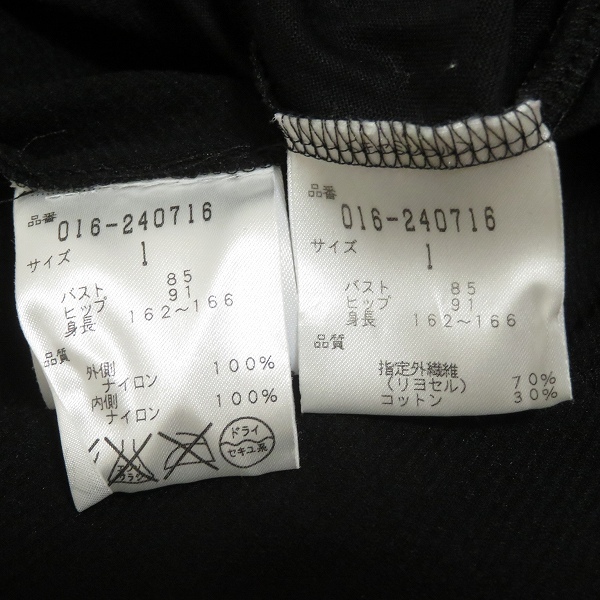 品番 016-240716
サイズ 1
バスト 85
ヒップ 91
身長 162～166
品質
外側
ナイロン 100%
内側
ナイロン 100%
ドライ
セキユ系
品番 016-240716
サイズ 1
バスト 85
ヒップ 91
身長 162～166
品質
指定外繊維
(リヨセル) 70%
コットン 30%